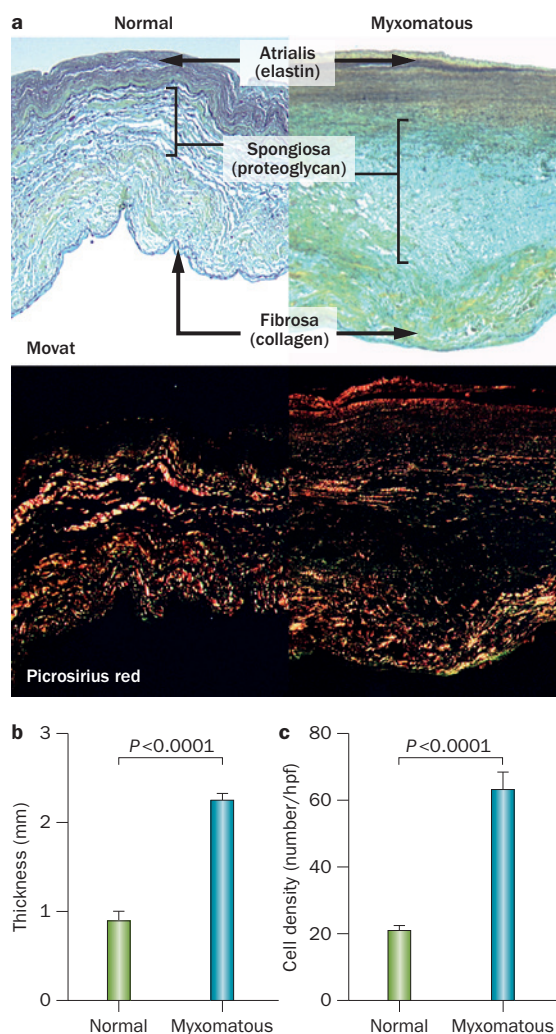 a
Normal
Myxomatous
Atrialis
(elastin)
Spongiosa
(proteoglycan)
Fibrosa
(collagen)
Movat
Picrosirius red
b
Thickness (mm)
3
2
1
0
P<0.0001
Normal
Myxomatous
c
Cell density (number/hpf)
80
60
40
20
0
P<0.0001
Normal
Myxomatous